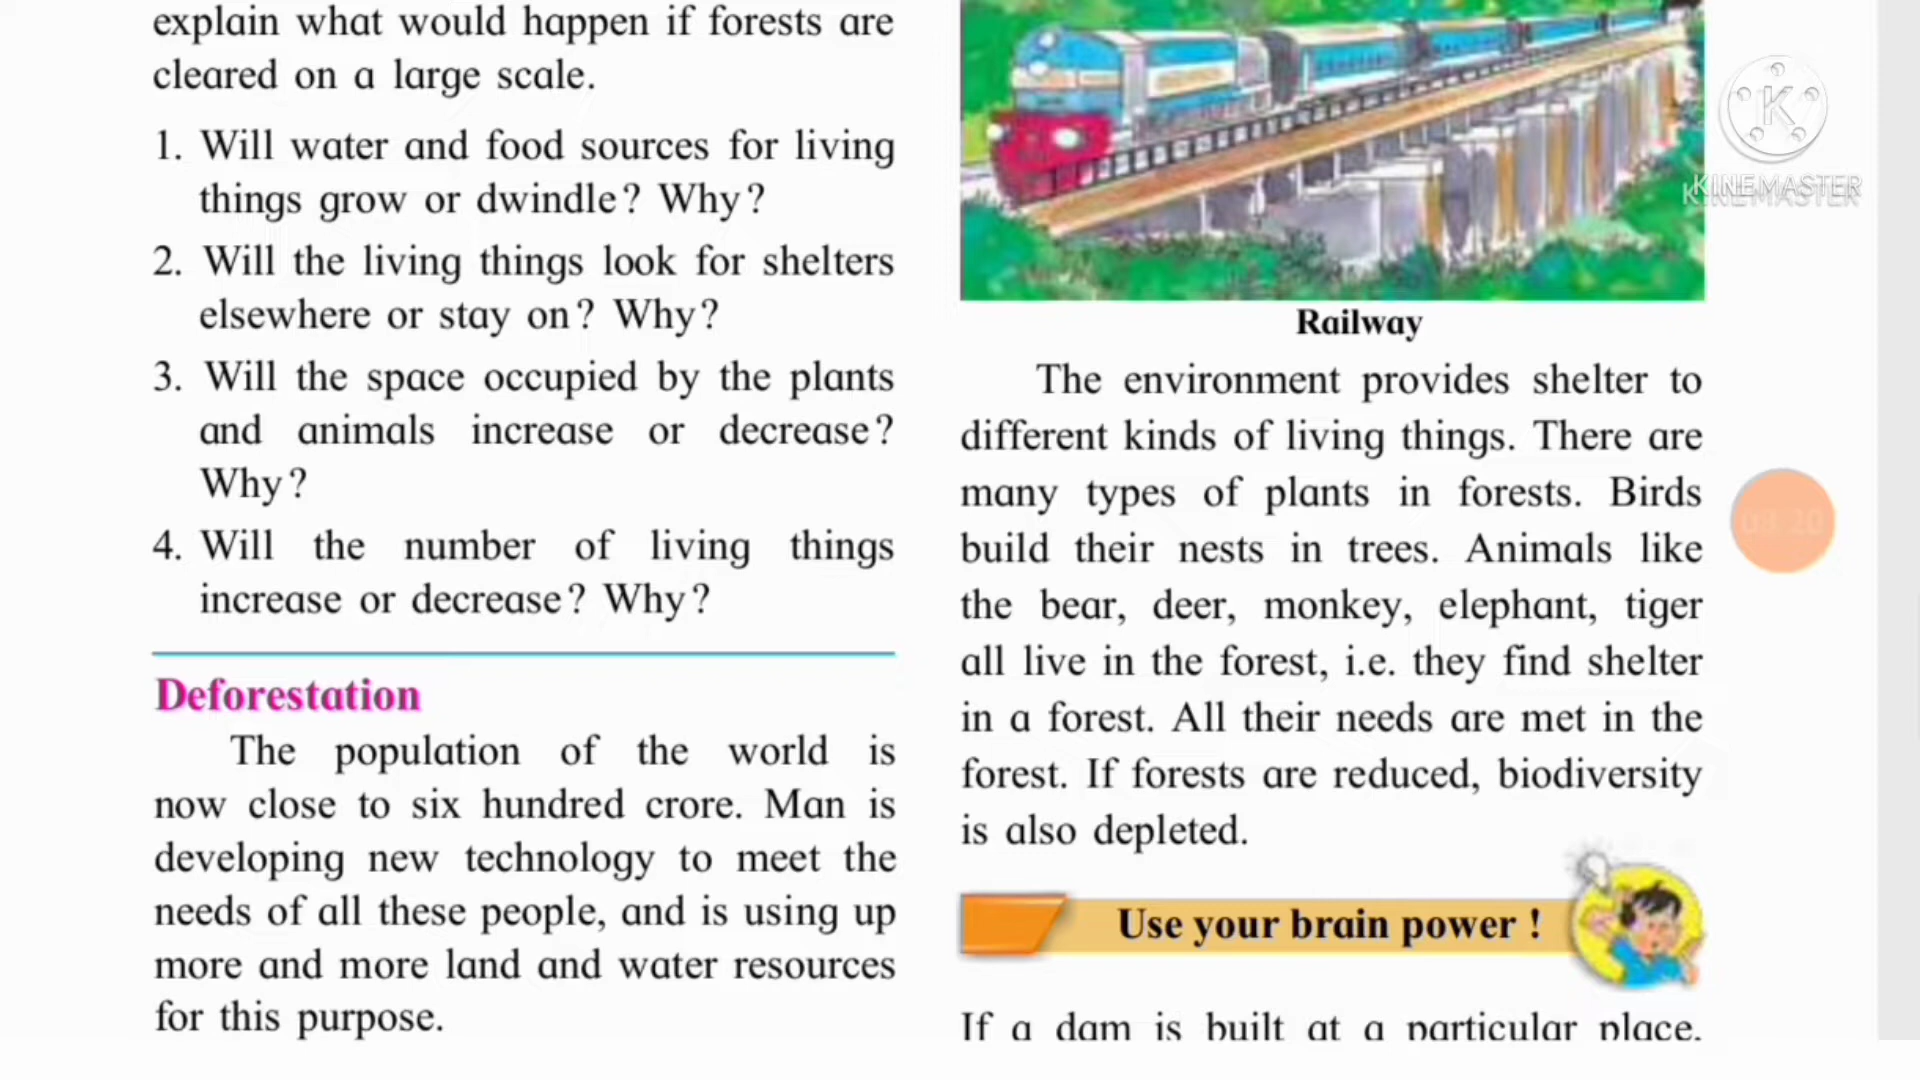 explain what would happen if forests are
cleared on a large scale.
1. Will water and food sources for living
things grow or dwindle? Why?
2. Will the living things look for shelters
elsewhere or stay on? Why?
3. Will the space occupied by the plants
and animals increase or decrease?
Why?
4. Will the number of living things
increase or decrease? Why?
Deforestation
The population of the world is
now close to six hundred crore. Man is
developing new technology to meet the
needs of all these people, and is using up
more and more land and water resources
for this purpose.
Railway
The environment provides shelter to
different kinds of living things. There are
many types of plants in forests. Birds
build their nests in trees. Animals like
the bear, deer, monkey, elephant, tiger
all live in the forest, i.e. they find shelter
in a forest. All their needs are met in the
forest. If forests are reduced, biodiversity
is also depleted.
Use your brain power !
If a dam is built at a particular place,
K
KINEMASTER